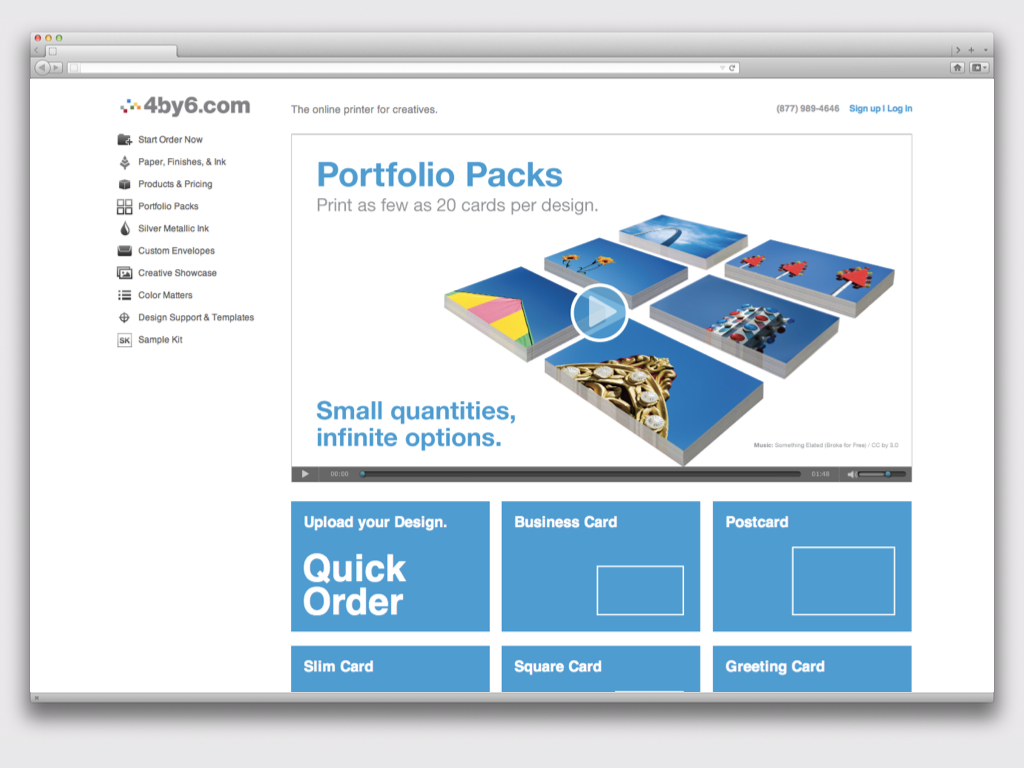 4by6.com
The online printer for creatives.
(877) 989-4646 Sign up | Log In
Start Order Now
Paper, Finishes, & Ink
Products & Pricing
Portfolio Packs
Silver Metallic Ink
Custom Envelopes
Creative Showcase
Color Matters
Design Support & Templates
SK Sample Kit
Portfolio Packs
Print as few as 20 cards per design.
Small quantities,
infinite options.
Music: Something Elated (Broke for Free) / CC by 3.0
00:00 01:48
Upload your Design.
Quick
Order
Business Card
Postcard
Slim Card
Square Card
Greeting Card